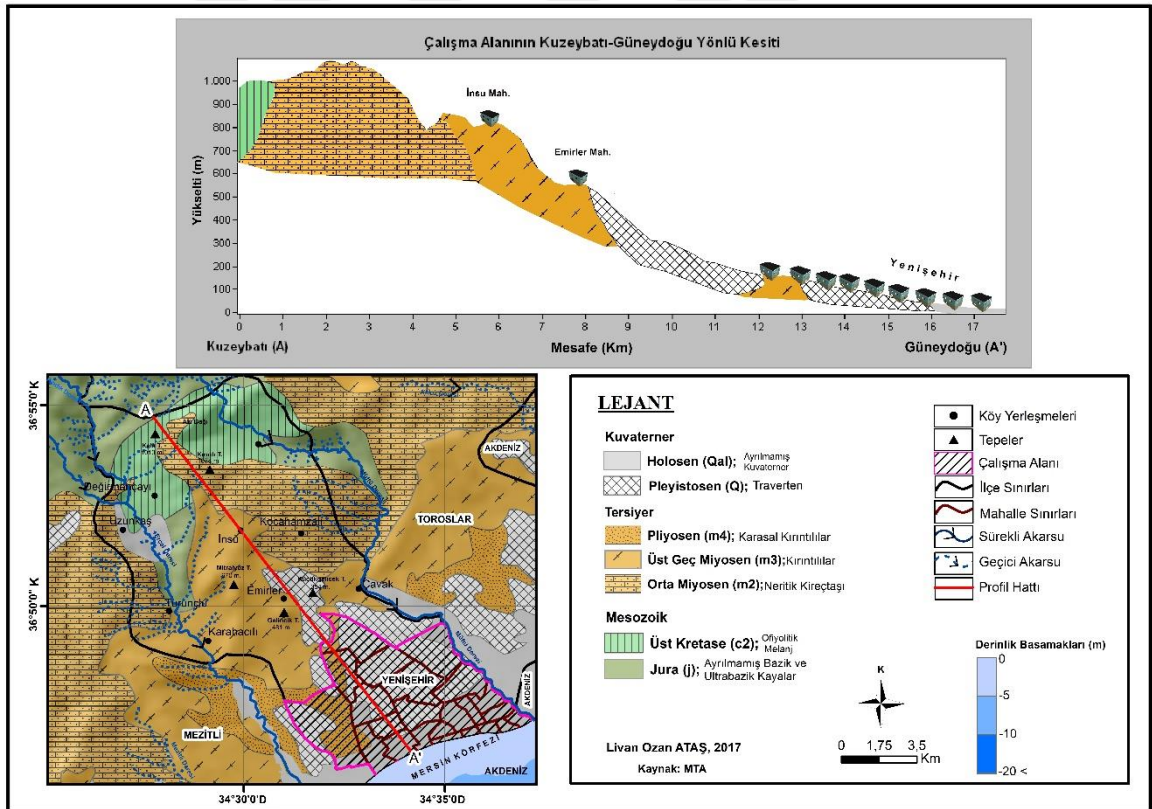 Çalışma Alanının Kuzeybatı-Güneydoğu Yönlü Kesiti
Yükselti (m)
1.000
900
800
700
600
500
400
300
200
100
0
İnsu Mah.
Emirler Mah.
Yenişehir
0 1 2 3 4 5 6 7 8 9 10 11 12 13 14 15 16 17
Kuzeybatı (A) Mesafe (Km) Güneydoğu (A')
36°55'0" K
36°50'0" K
A
Değirmençayı
Uzunkaş
Kocahamzalı
İnsu
TOROSLAR
AKDENİZ
Emirler
Çavak
Turunçlu
Karahacılı
YENİŞEHİR
AKDENİZ
MEZİTLİ
A'
MERSİN KÖRFEZİ
AKDENİZ
34°30'0"D 34°35'0"D
LEJANT
Kuvaterner
Holosen (Qal); Ayrılmamış Kuvaterner
Pleyistosen (Q); Traverten
Tersiyer
Pliyosen (m4); Karasal Kırıntılılar
Üst Geç Miyosen (m3);Kırıntılılar
Orta Miyosen (m2);Neritik Kireçtaşı
Mesozoik
Üst Kretase (c2); Ofiyolitik Melanj
Jura (j); Ayrılmamış Bazik ve Ultrabazik Kayalar
Köy Yerleşmeleri
Tepeler
Çalışma Alanı
İlçe Sınırları
Mahalle Sınırları
Sürekli Akarsu
Geçici Akarsu
Profil Hattı
Derinlik Basamakları (m)
0
-5
-10
-20 <
K
Livan Ozan ATAŞ, 2017
Kaynak: MTA
0 1,75 3,5
Km